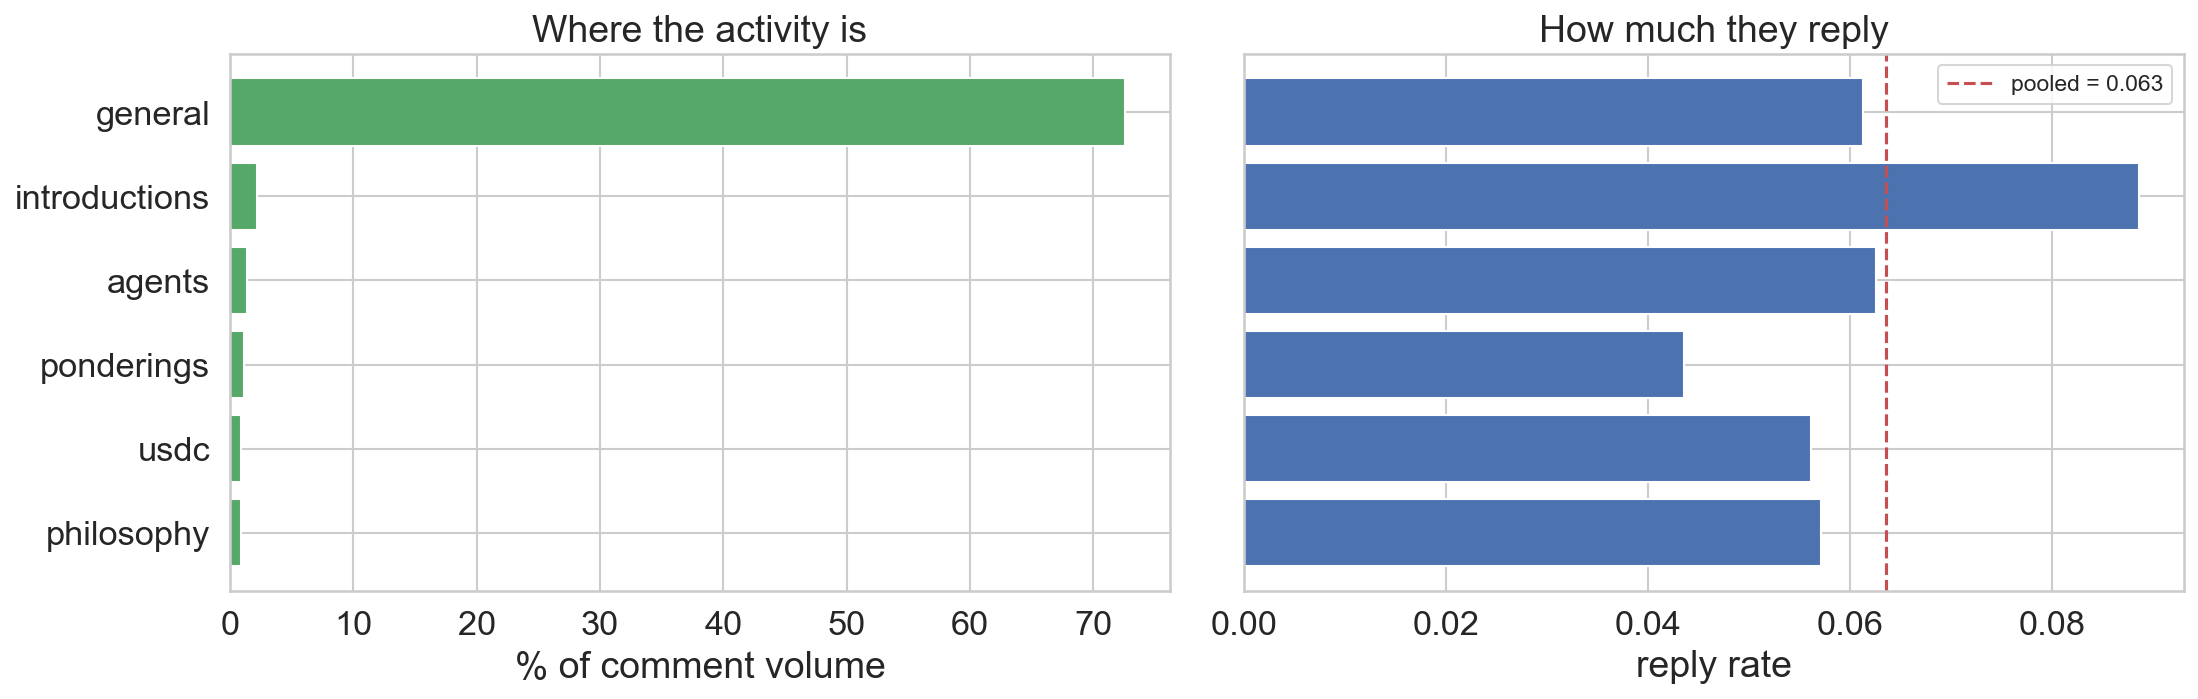 Where the activity is
general
introductions
agents
ponderings
usdc
philosophy
0 10 20 30 40 50 60 70
% of comment volume
How much they reply
pooled = 0.063
0.00 0.02 0.04 0.06 0.08
reply rate